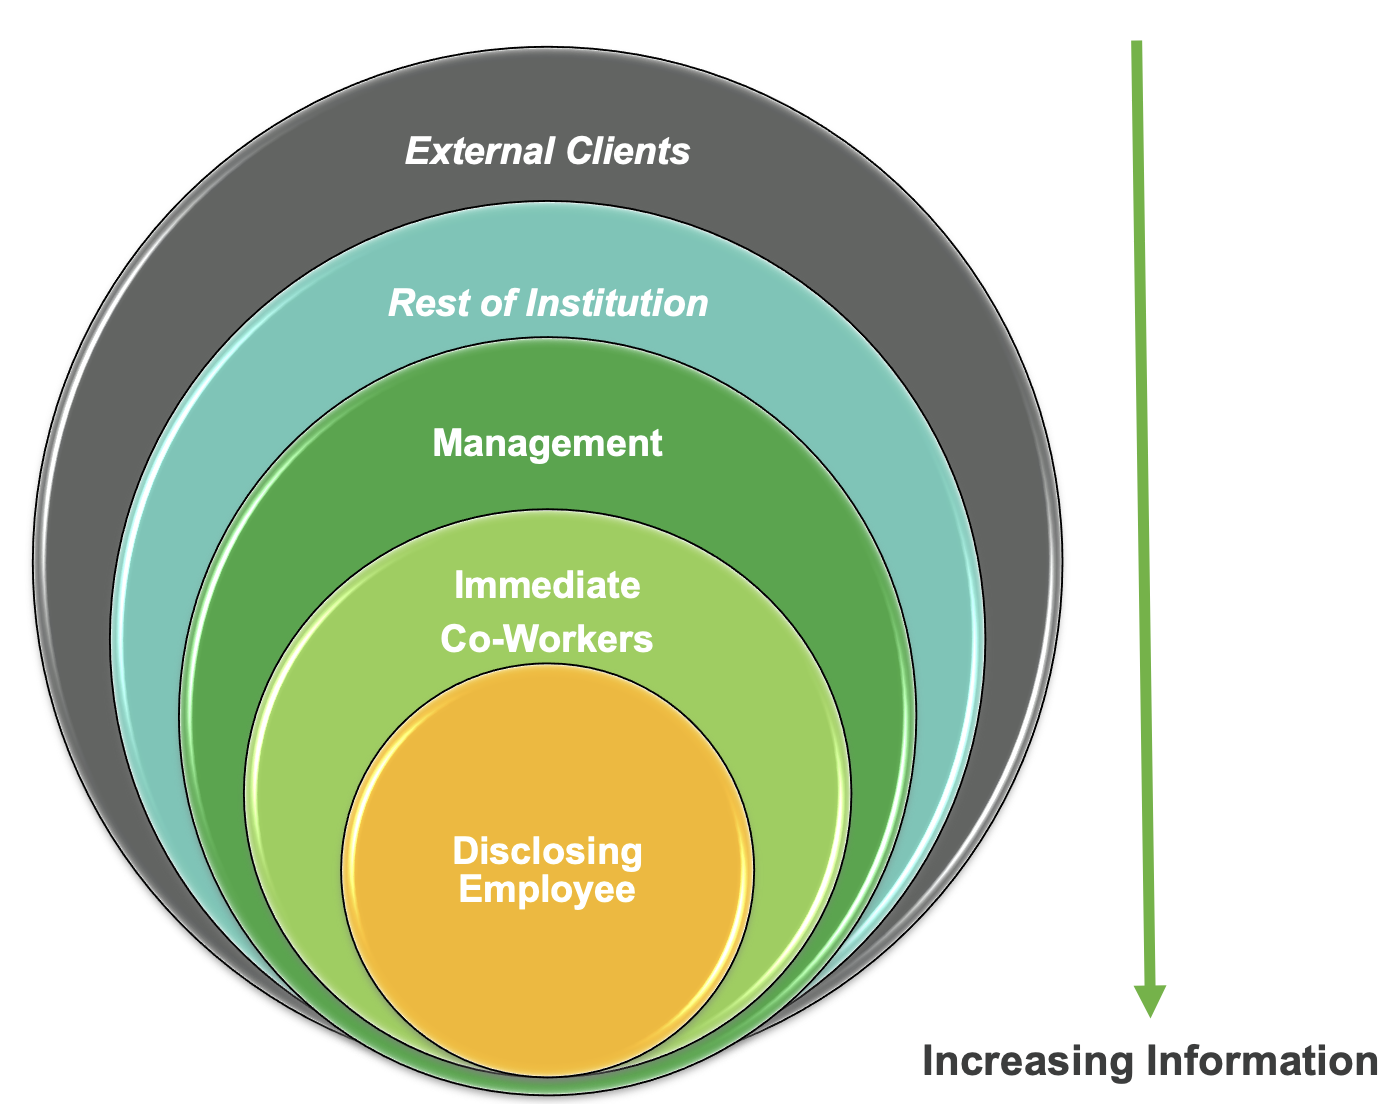 External Clients
Rest of Institution
Management
Immediate
Co-Workers
Disclosing
Employee
Increasing Information